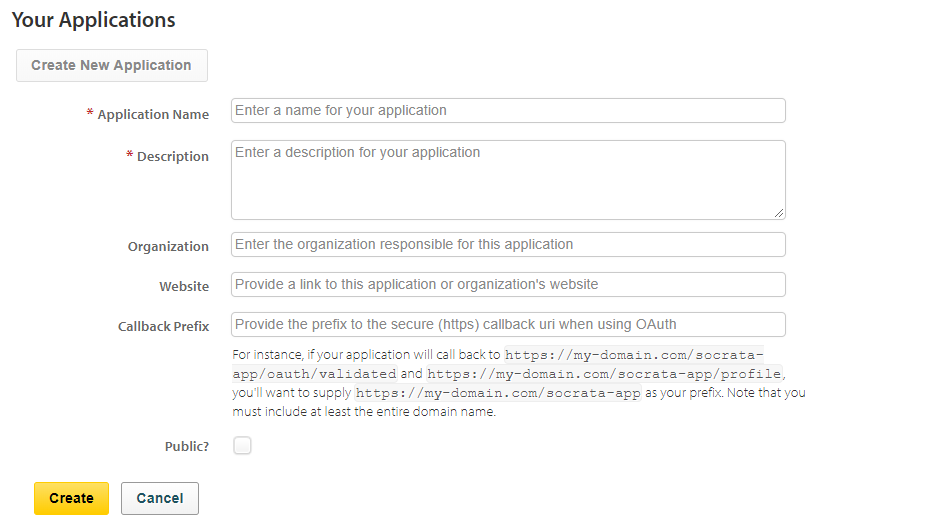 Your Applications
Create New Application
* Application Name
Enter a name for your application
* Description
Enter a description for your application
Organization
Enter the organization responsible for this application
Website
Provide a link to this application or organization's website
Callback Prefix
Provide the prefix to the secure (https) callback uri when using OAuth
For instance, if your application will call back to https://my-domain.com/socrata-
app/oauth/validated and https://my-domain.com/socrata-app/profile,
you'll want to supply https://my-domain.com/socrata-app as your prefix. Note that you
must include at least the entire domain name.
Public?
Create
Cancel